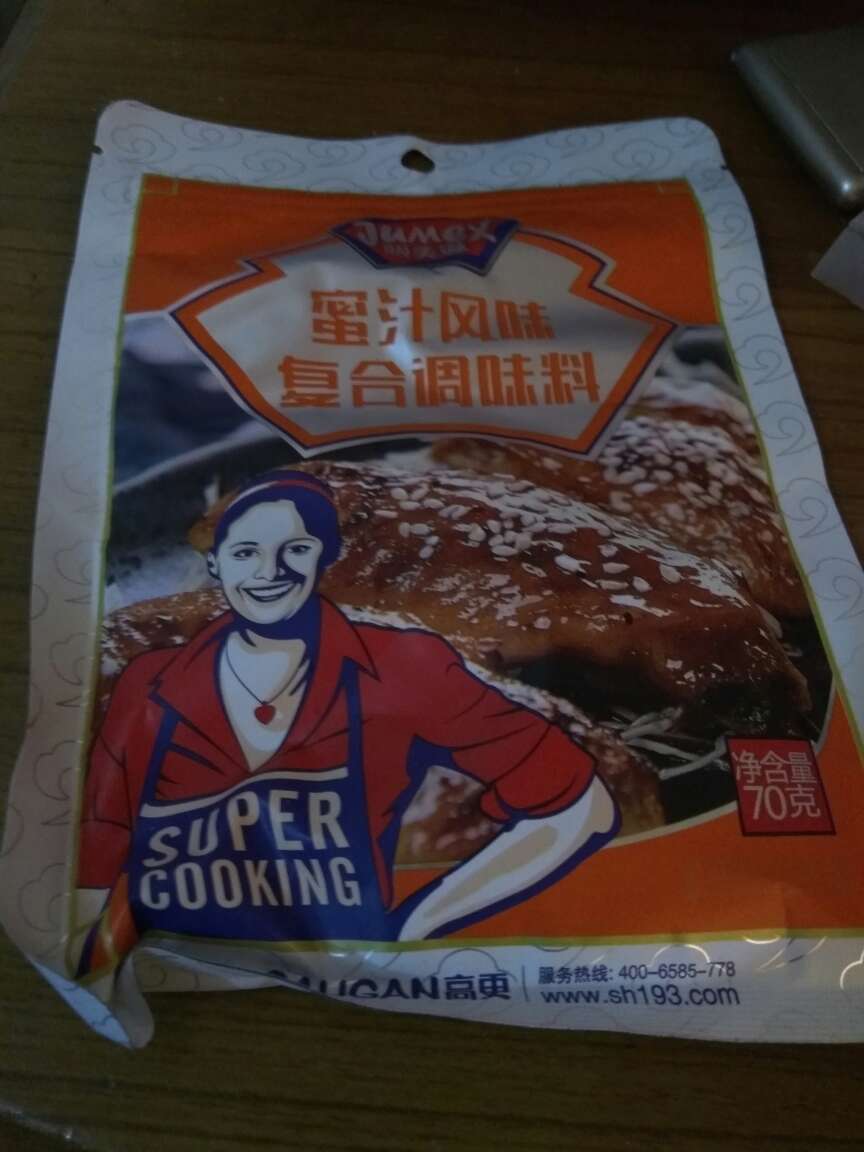 Jumex
蜜汁风味
复合调味料
SUPER
COOKING
净含量
70克
高更
服务热线: 400-6585-778
www.sh193.com